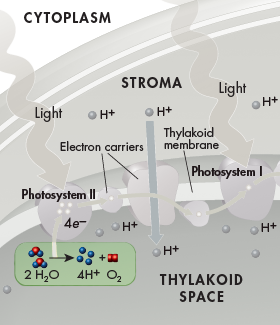 CYTOPLASM
STROMA
Light
Light
H+
H+
H+
Electron carriers
Thylakoid
membrane
Photosystem I
Photosystem II
4e–
H+
H+
H+
2 H₂O
4H+ O₂
+
THYLAKOID
SPACE